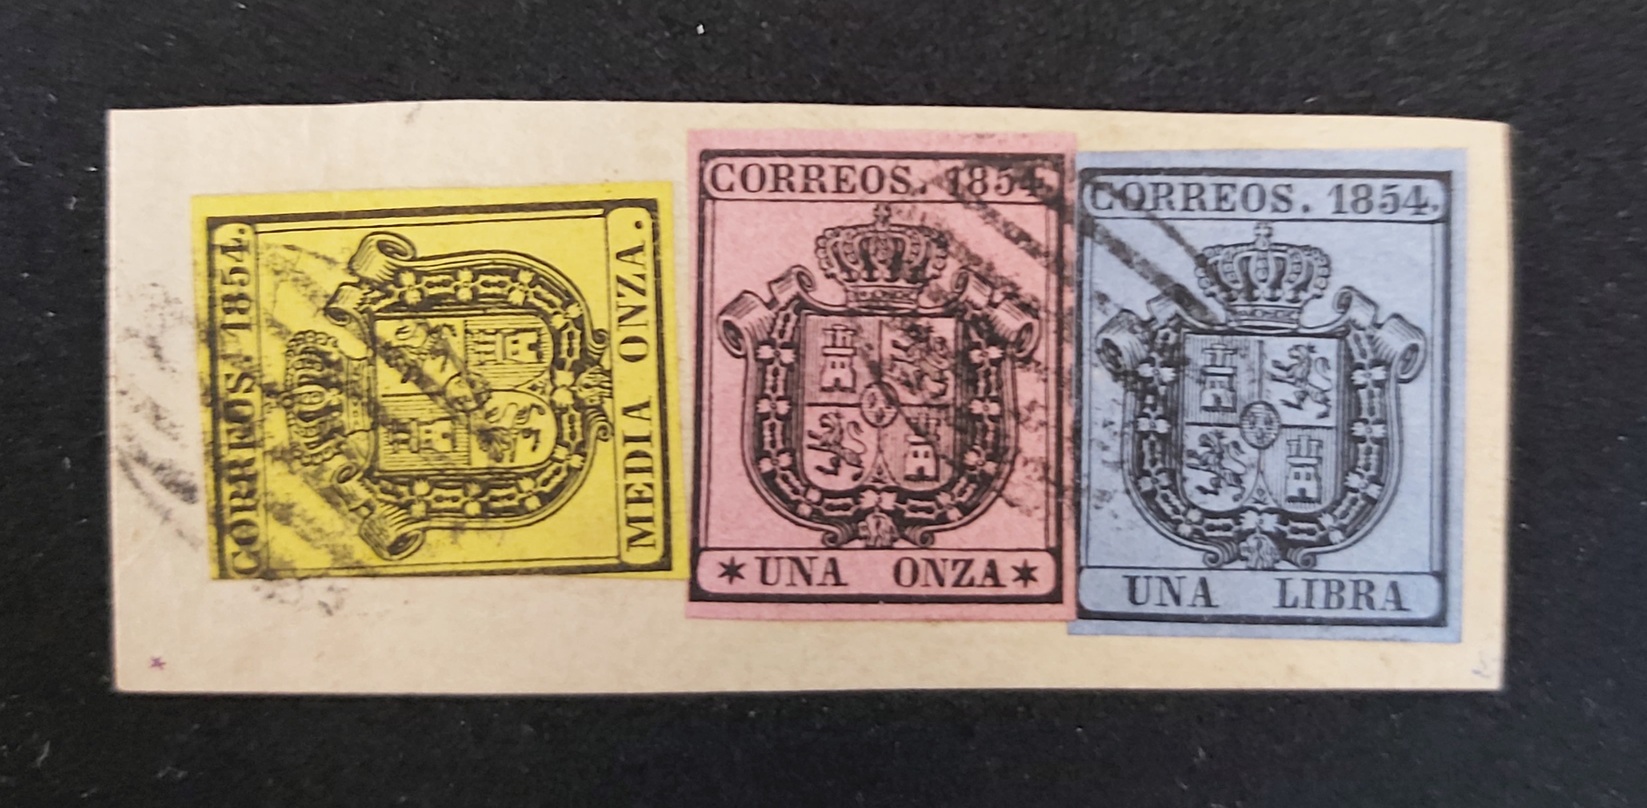 CORREOS. 1854.
MEDIA ONZA.
CORREOS. 1854.
✶ UNA ONZA ✶
CORREOS. 1854.
UNA LIBRA